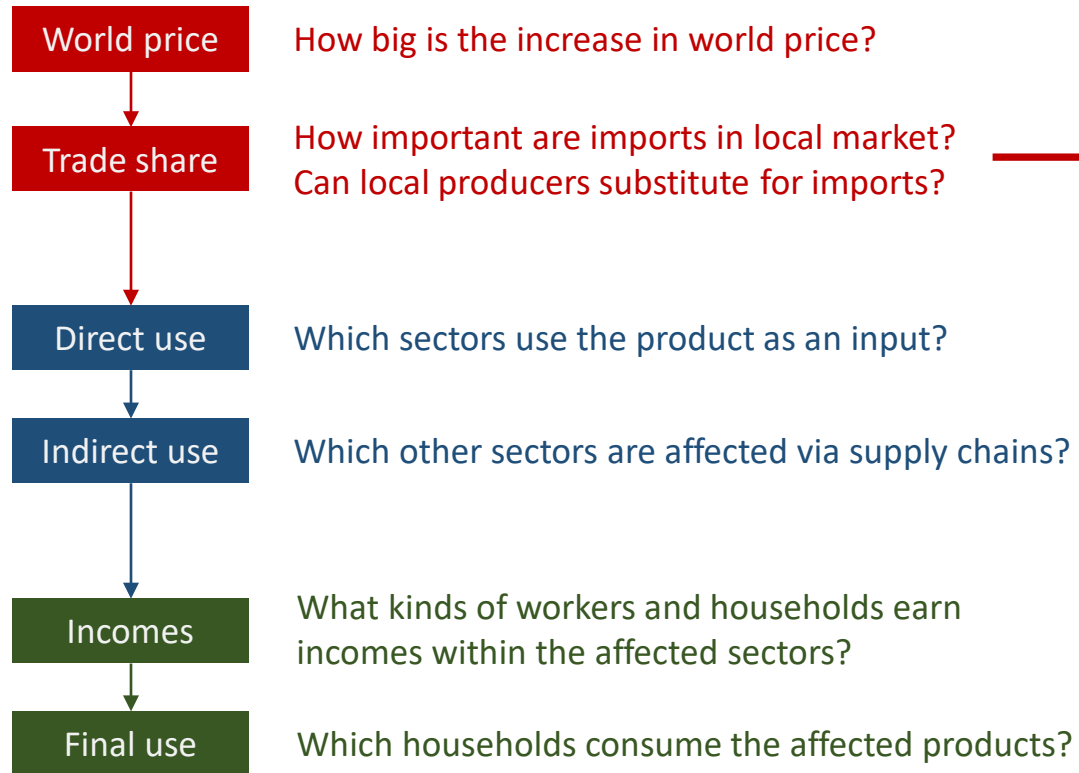 World price
How big is the increase in world price?
Trade share
How important are imports in local market?
Can local producers substitute for imports?
Direct use
Which sectors use the product as an input?
Indirect use
Which other sectors are affected via supply chains?
Incomes
What kinds of workers and households earn
incomes within the affected sectors?
Final use
Which households consume the affected products?